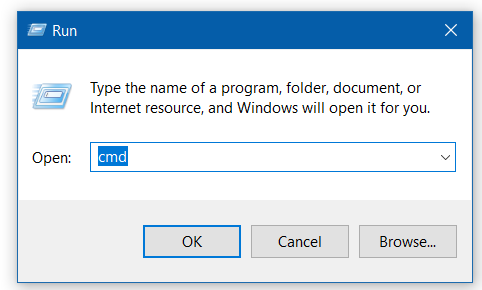 Run
Type the name of a program, folder, document, or
Internet resource, and Windows will open it for you.
Open: cmd
OK Cancel Browse...